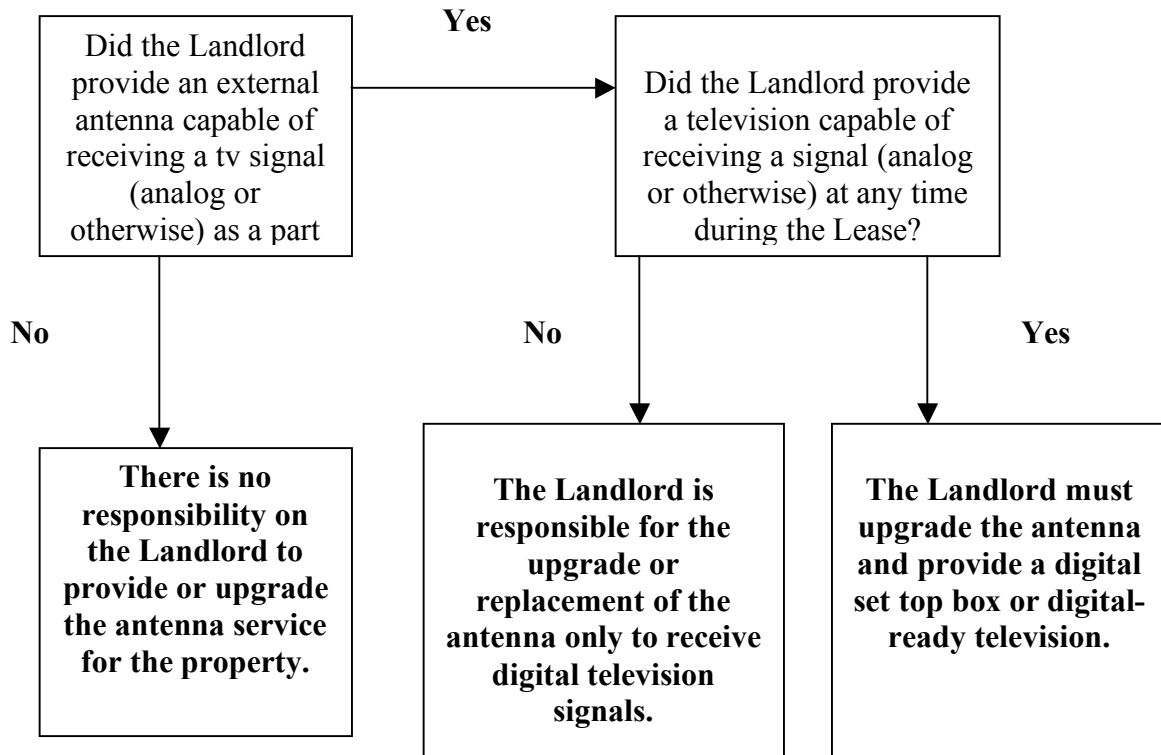 Yes
Did the Landlord
provide an external
antenna capable of
receiving a tv signal
(analog or
otherwise) as a part
Did the Landlord provide
a television capable of
receiving a signal (analog
or otherwise) at any time
during the Lease?
No
No
Yes
There is no
responsibility on
the Landlord to
provide or upgrade
the antenna service
for the property.
The Landlord is
responsible for the
upgrade or
replacement of the
antenna only to receive
digital television
signals.
The Landlord must
upgrade the antenna
and provide a digital
set top box or digital-
ready television.